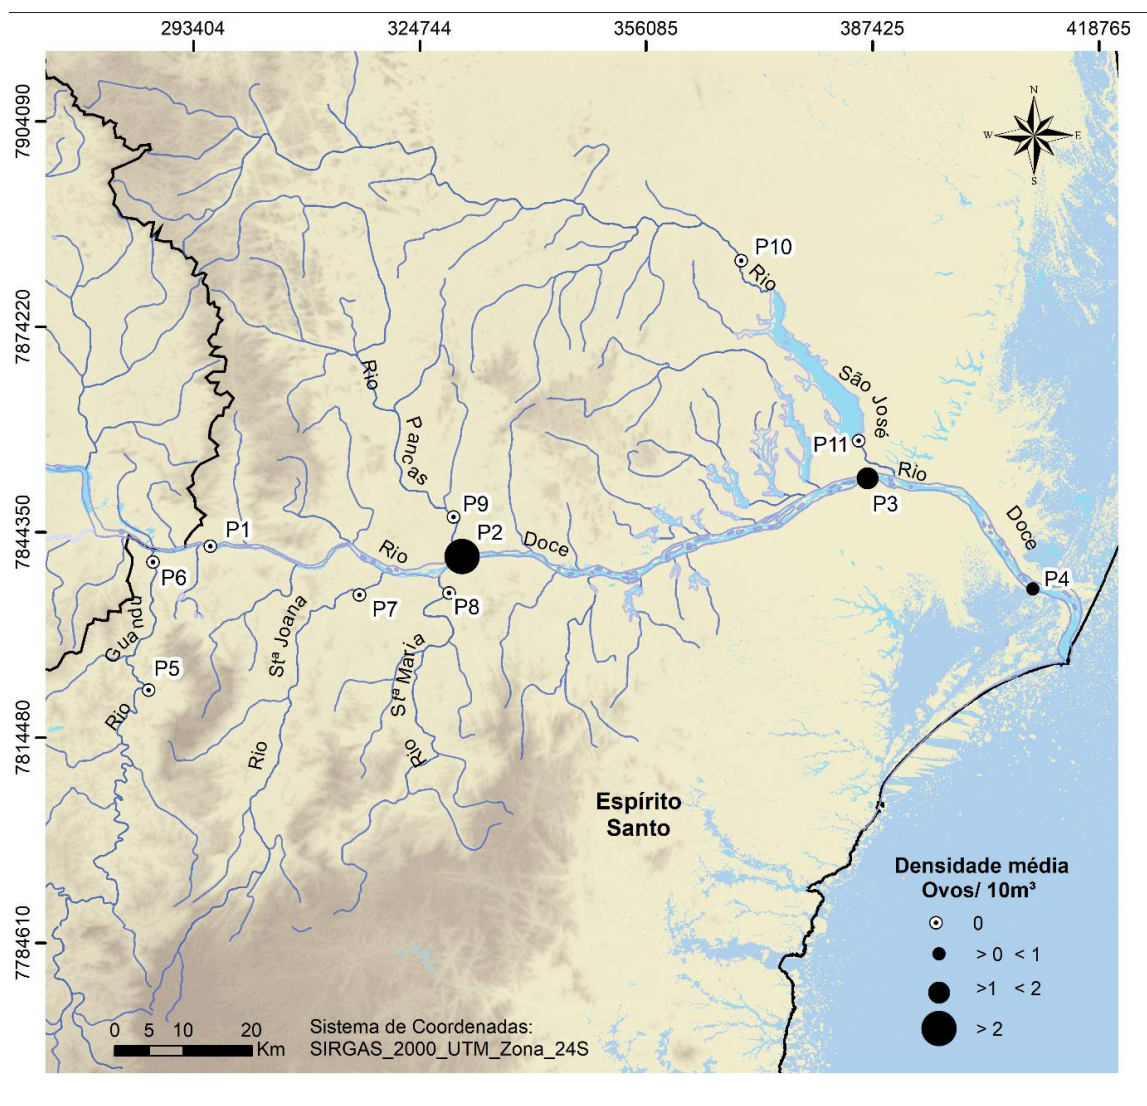 293404 324744 356085 387425 418765
7904090
7874220
7844350
7814480
7784610
N
W E
S
P10
Rio
São José
P11
Rio
P3
Doce
P4
Rio
Pancas
P9
P2
Doce
Rio
P1
P6
P7
P8
Guandu
P5
Rio
Stª Joana
Rio
Stª Maria
Rio
Espírito
Santo
Densidade média
Ovos/ 10m³
0
> 0 < 1
>1 < 2
> 2
0 5 10 20
Km
Sistema de Coordenadas:
SIRGAS_2000_UTM_Zona_24S